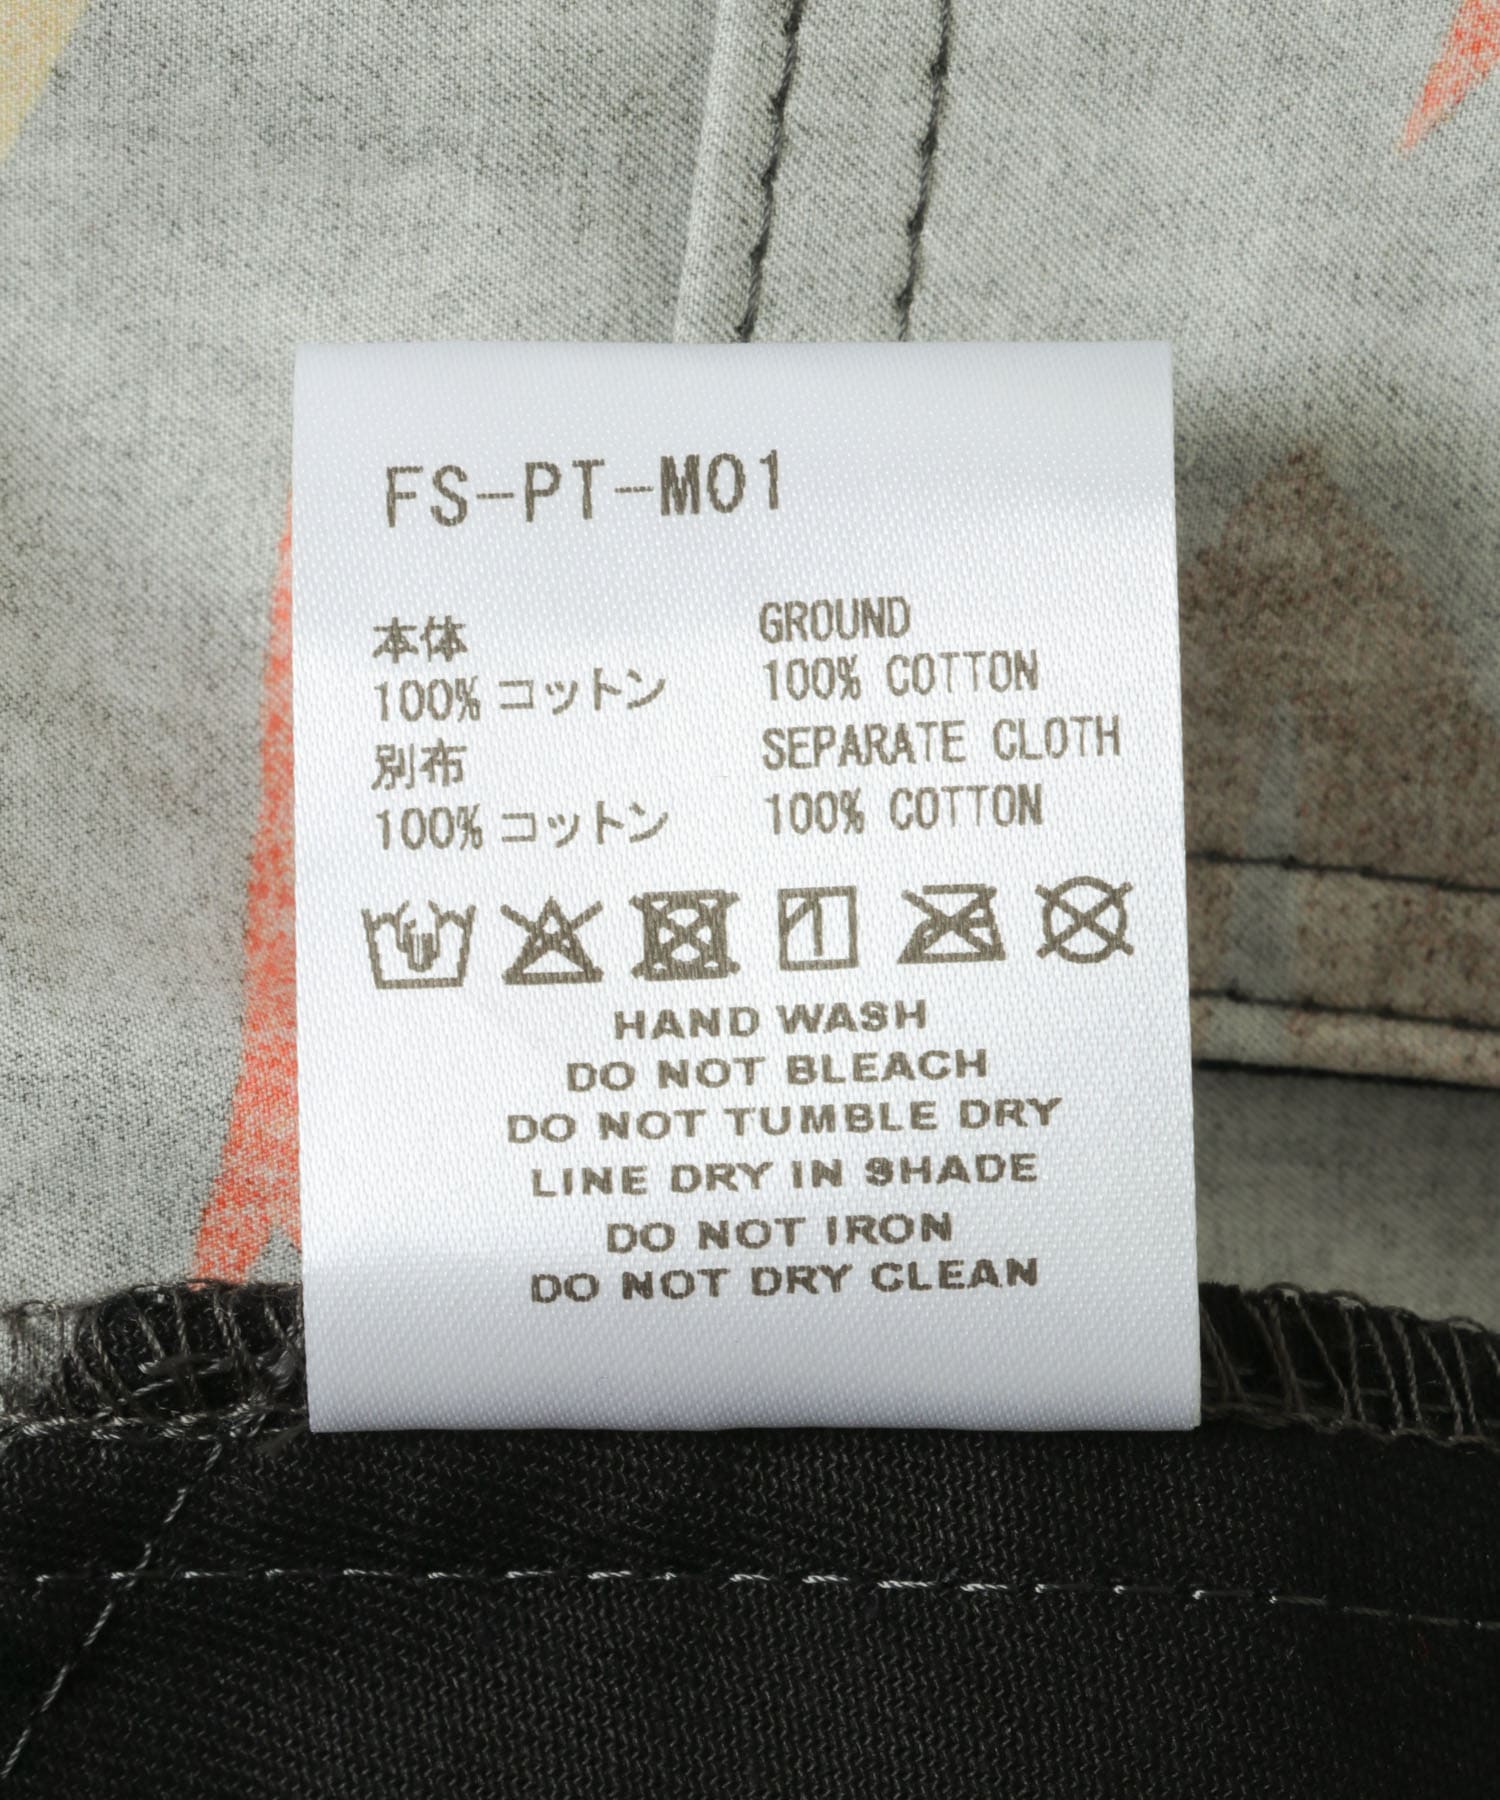 FS-PT-M01
本体
100% コットン
別布
100% コットン
GROUND
100% COTTON
SEPARATE CLOTH
100% COTTON
HAND WASH
DO NOT BLEACH
DO NOT TUMBLE DRY
LINE DRY IN SHADE
DO NOT IRON
DO NOT DRY CLEAN